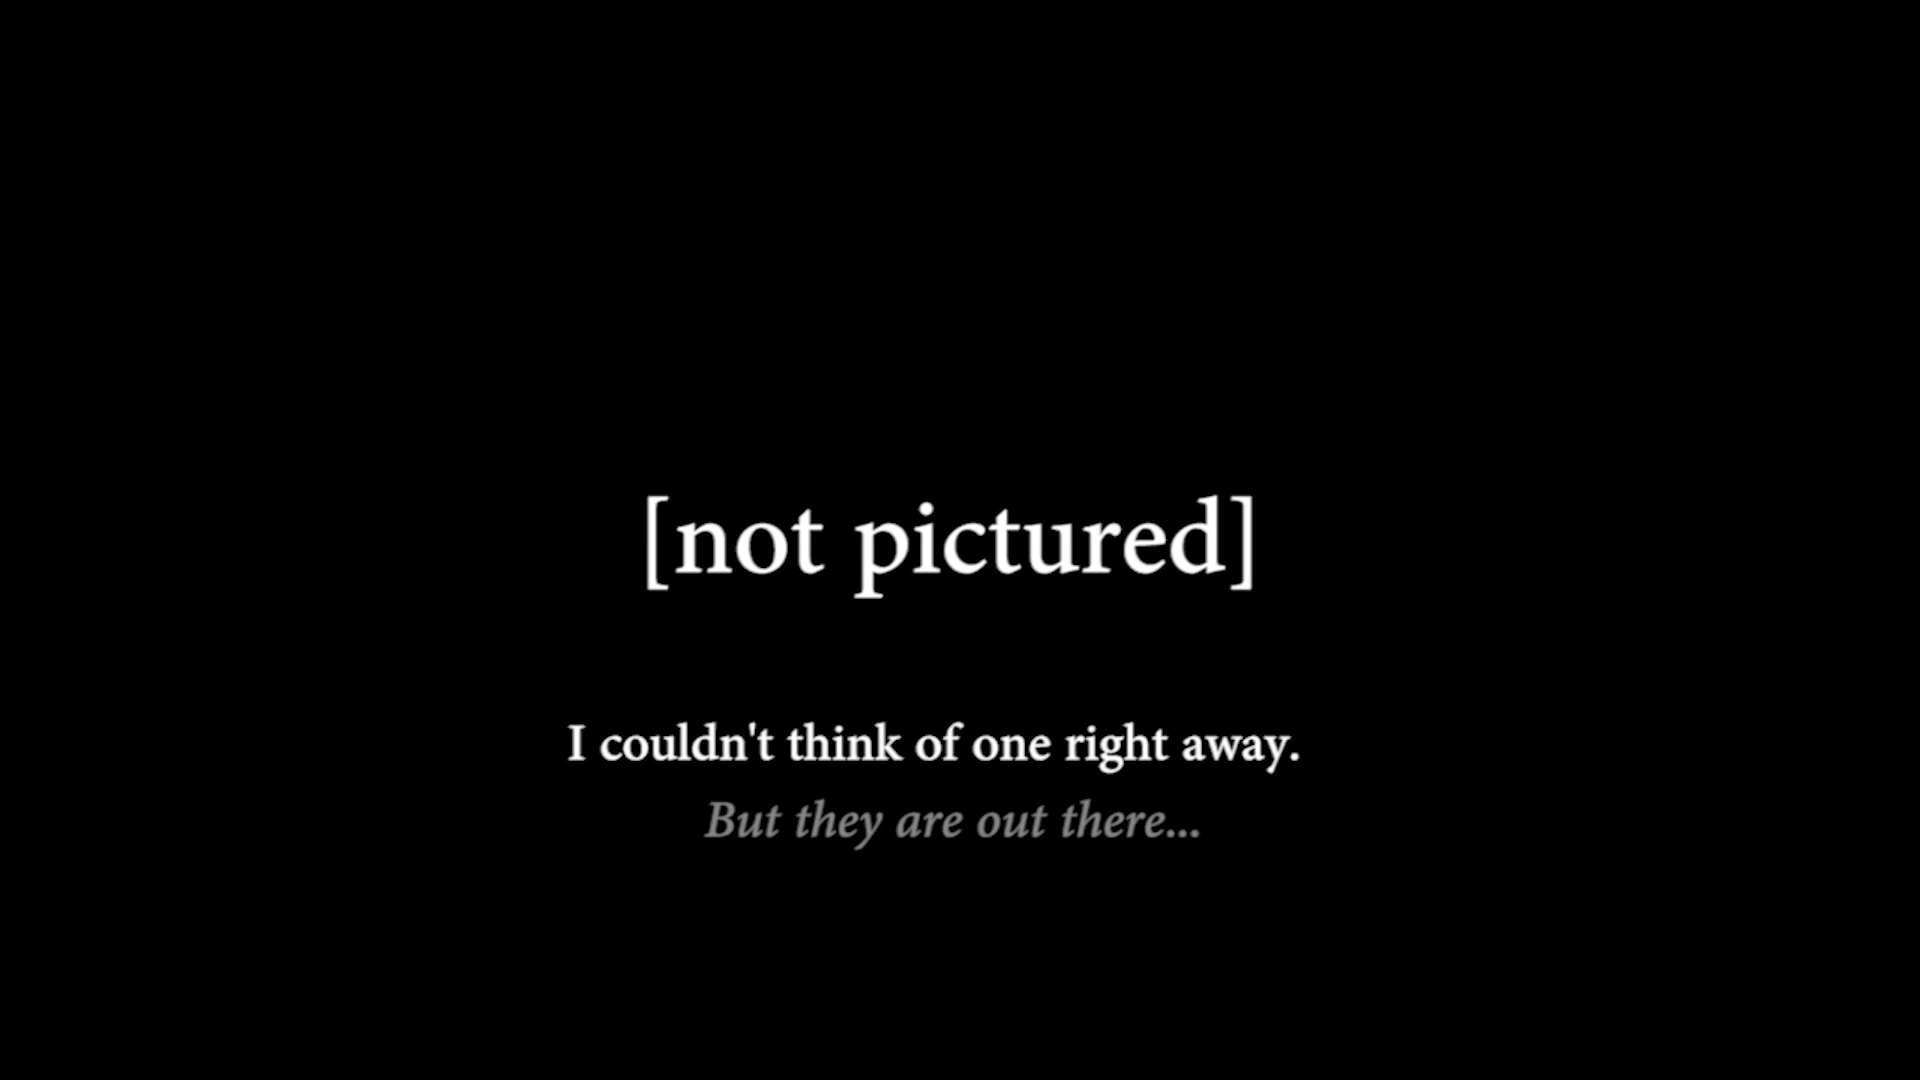 [not pictured]
I couldn't think of one right away.
But they are out there...